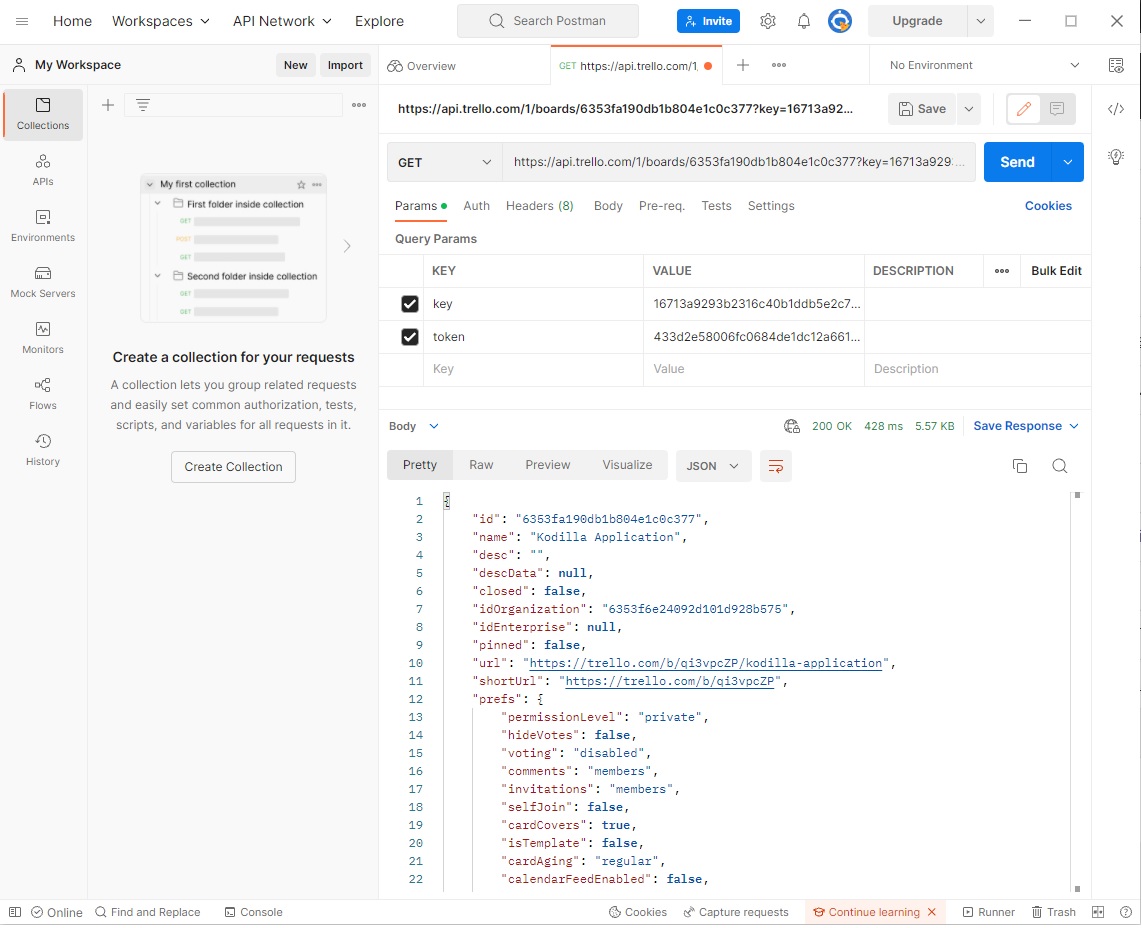 Home Workspaces API Network Explore Search Postman Invite Upgrade
My Workspace New Import Overview GET https://api.trello.com/1, No Environment
Collections
APIs
Environments
Mock Servers
Monitors
Flows
History
My first collection
First folder inside collection
GET
POST
GET
Second folder inside collection
GET
GET
Create a collection for your requests
A collection lets you group related requests
and easily set common authorization, tests,
scripts, and variables for all requests in it.
Create Collection
https://api.trello.com/1/boards/6353fa190db1b804e1c0c377?key=16713a92... Save
GET https://api.trello.com/1/boards/6353fa190db1b804e1c0c377?key=16713a929... Send
Params Auth Headers (8) Body Pre-req. Tests Settings Cookies
Query Params
KEY VALUE DESCRIPTION Bulk Edit
key 16713a9293b2316c40b1ddb5e2c7...
token 433d2e58006fc0684de1dc12a661...
Key Value Description
Body 200 OK 428 ms 5.57 KB Save Response
Pretty Raw Preview Visualize JSON
1 {
2 "id": "6353fa190db1b804e1c0c377",
3 "name": "Kodilla Application",
4 "desc": "",
5 "descData": null,
6 "closed": false,
7 "idOrganization": "6353f6e24092d101d928b575",
8 "idEnterprise": null,
9 "pinned": false,
10 "url": "https://trello.com/b/qi3vpcZP/kodilla-application",
11 "shortUrl": "https://trello.com/b/qi3vpcZP",
12 "prefs": {
13 "permissionLevel": "private",
14 "hideVotes": false,
15 "voting": "disabled",
16 "comments": "members",
17 "invitations": "members",
18 "selfJoin": false,
19 "cardCovers": true,
20 "isTemplate": false,
21 "cardAging": "regular",
22 "calendarFeedEnabled": false,
Online Find and Replace Console Cookies Capture requests Continue learning Runner Trash